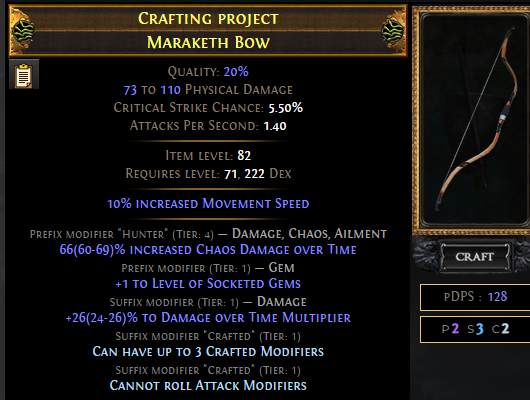 Crafting project
Maraketh Bow
Quality: 20%
73 to 110 Physical Damage
Critical Strike Chance: 5.50%
Attacks Per Second: 1.40
Item level: 82
Requires level: 71, 222 Dex
10% increased Movement Speed
Prefix modifier "Hunter" (Tier: 4) — Damage, Chaos, Ailment
66(60-69)% increased Chaos Damage over Time
Prefix modifier (Tier: 1) — Gem
+1 to Level of Socketed Gems
Suffix modifier (Tier: 1) — Damage
+26(24-26)% to Damage over Time Multiplier
Suffix modifier "Crafted" (Tier: 1)
Can have up to 3 Crafted Modifiers
Suffix modifier "Crafted" (Tier: 1)
Cannot roll Attack Modifiers
CRAFT
pDPS : 128
P2 S3 C2